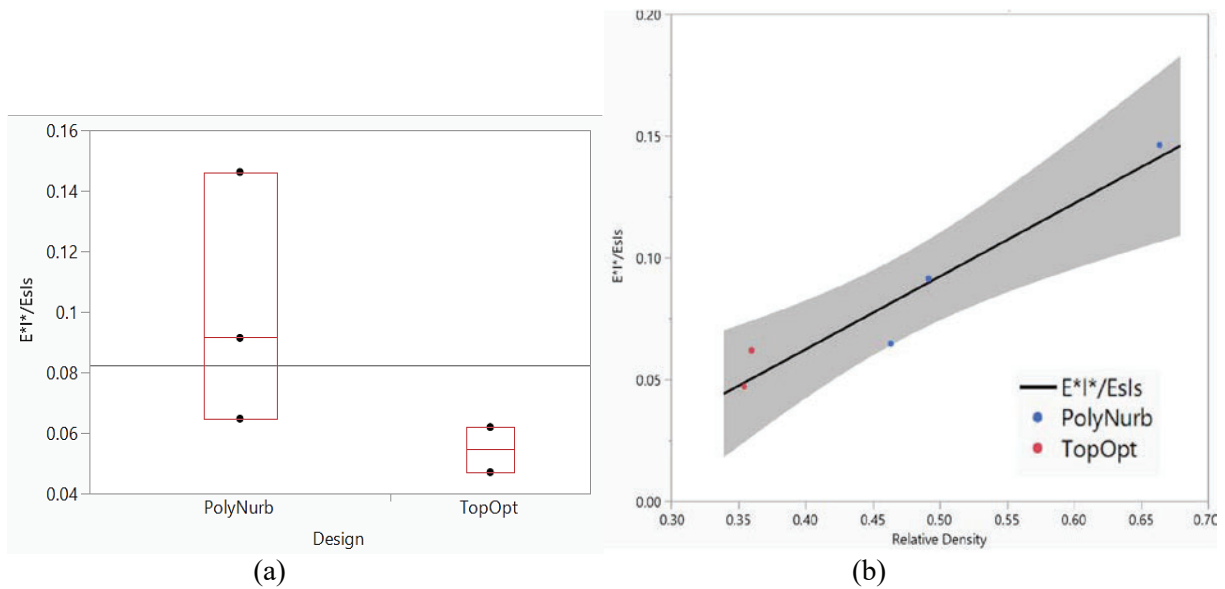 0.16
0.14
0.12
0.1
0.08
0.06
0.04
E*I*/EsIs
PolyNurb
TopOpt
Design
(a)
0.20
0.15
0.10
0.05
0.00
E*I*/EsIs
0.30
0.35
0.40
0.45
0.50
0.55
0.60
0.65
0.70
Relative Density
E*I*/EsIs
PolyNurb
TopOpt
(b)